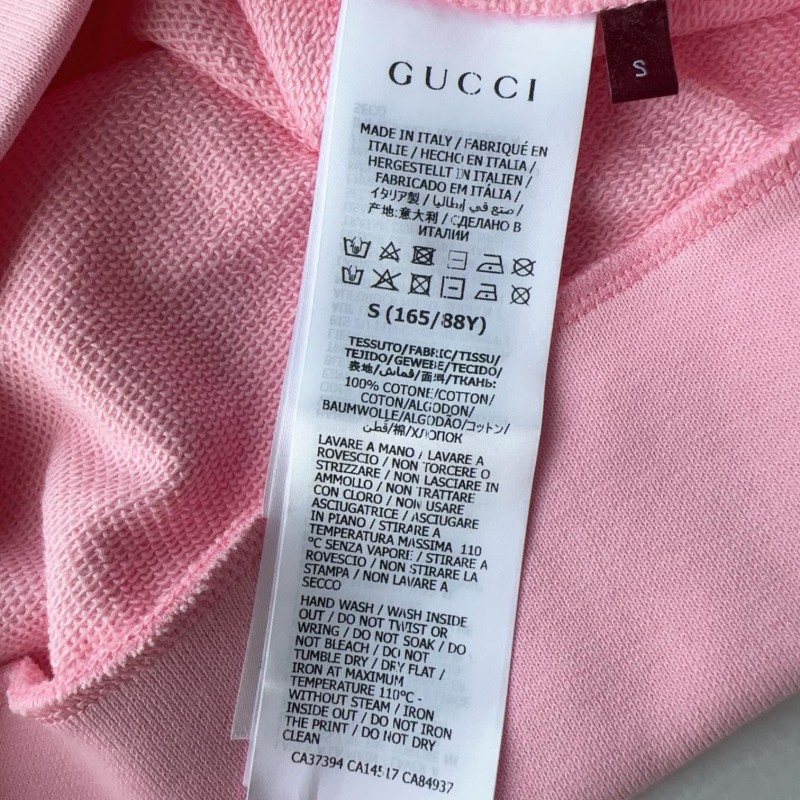 S
GUCCI
MADE IN ITALY / FABRIQUÉ EN
ITALIE / HECHO EN ITALIA /
HERGESTELLT IN ITALIEN /
FABRICADO EM ITÁLIA /
イタリア製 / صنع في إيطاليا /
产地:意大利 / СДЕЛАНО В
ИТАЛИИ
S (165/88Y)
TESSUTO/FABRIC/TISSU/
TEJIDO/GEWEBE/TECIDO/
表地/قماش/面料/ТКАНЬ:
100% COTONE/COTTON/
COTON/ALGODON/
BAUMWOLLE/ALGODÃO/コットン/
قطن/棉/ХЛОПОК
LAVARE A MANO / LAVARE A
ROVESCIO / NON TORCERE O
STRIZZARE / NON LASCIARE IN
AMMOLLO / NON TRATTARE
CON CLORO / NON USARE
ASCIUGATRICE / ASCIUGARE
IN PIANO / STIRARE A
TEMPERATURA MASSIMA 110
°C SENZA VAPORE / STIRARE A
ROVESCIO / NON STIRARE LA
STAMPA / NON LAVARE A
SECCO
HAND WASH / WASH INSIDE
OUT / DO NOT TWIST OR
WRING / DO NOT SOAK / DO
NOT BLEACH / DO NOT
TUMBLE DRY / DRY FLAT /
IRON AT MAXIMUM
TEMPERATURE 110°C -
WITHOUT STEAM / IRON
INSIDE OUT / DO NOT IRON
THE PRINT / DO NOT DRY
CLEAN
CA37394 CA14517 CA84937